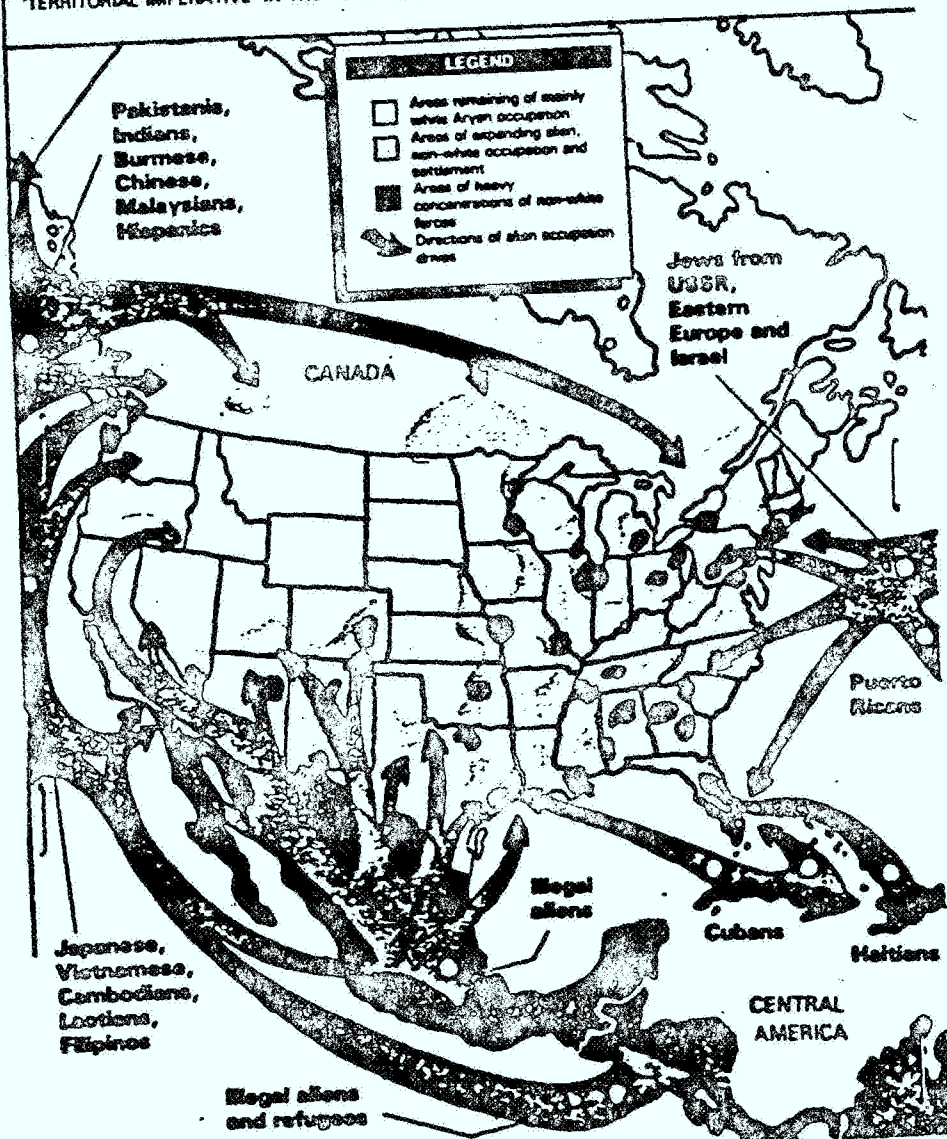 "TERRITORIAL IMPERATIVE" IN THE
LEGEND
Areas remaining of mainly
white Aryan occupation
Areas of expanding alien,
non-white occupation and
settlement
Areas of heavy
concentrations of non-white
forces
Directions of alien occupation
drives
Pakistanis,
Indians,
Burmese,
Chinese,
Malaysians,
Hispanics
Jews from
USSR,
Eastern
Europe and
Israel
CANADA
Puerto
Ricans
Illegal
aliens
Cubans
Haitians
Japanese,
Vietnamese,
Cambodians,
Laotians,
Filipinos
CENTRAL
AMERICA
Illegal aliens
and refugees